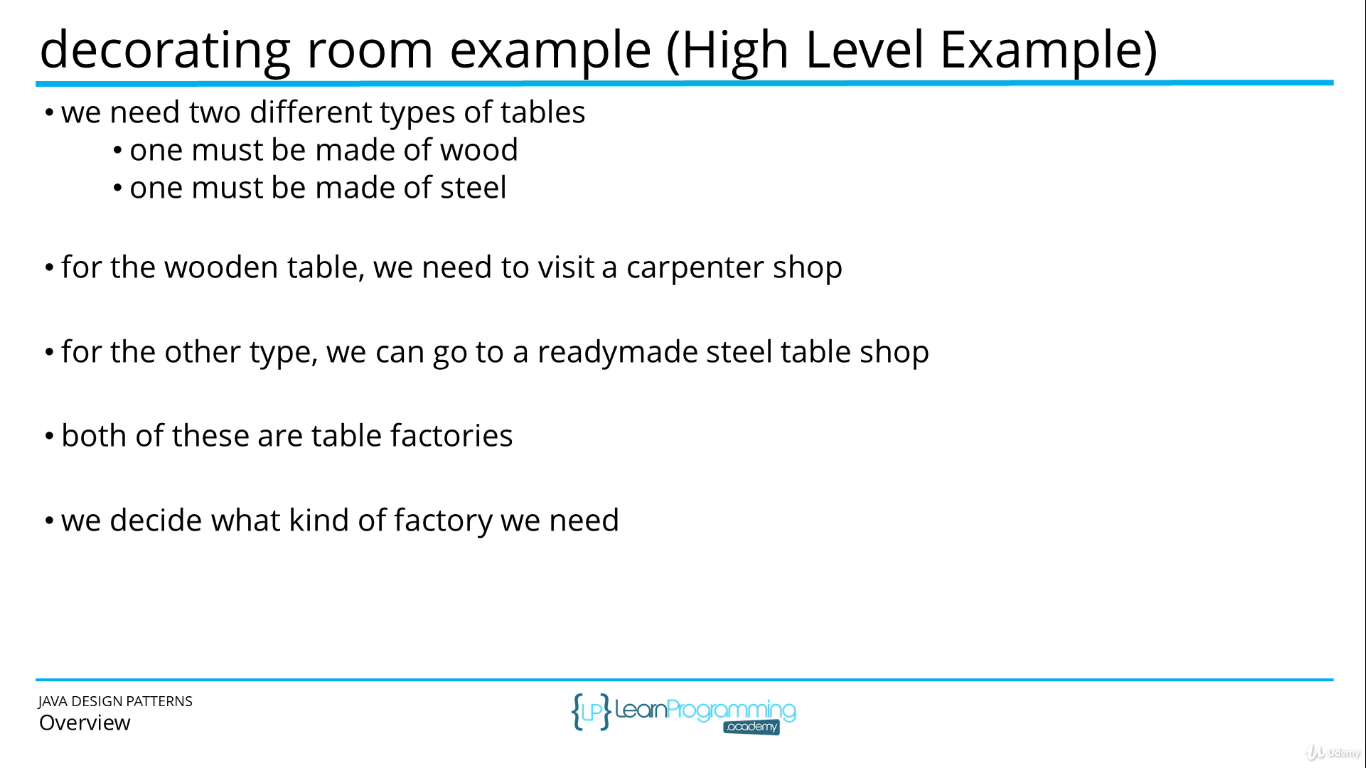 decorating room example (High Level Example)
• we need two different types of tables
• one must be made of wood
• one must be made of steel
• for the wooden table, we need to visit a carpenter shop
• for the other type, we can go to a readymade steel table shop
• both of these are table factories
• we decide what kind of factory we need
JAVA DESIGN PATTERNS
Overview
{LP} LearnProgramming
.academy
Udemy